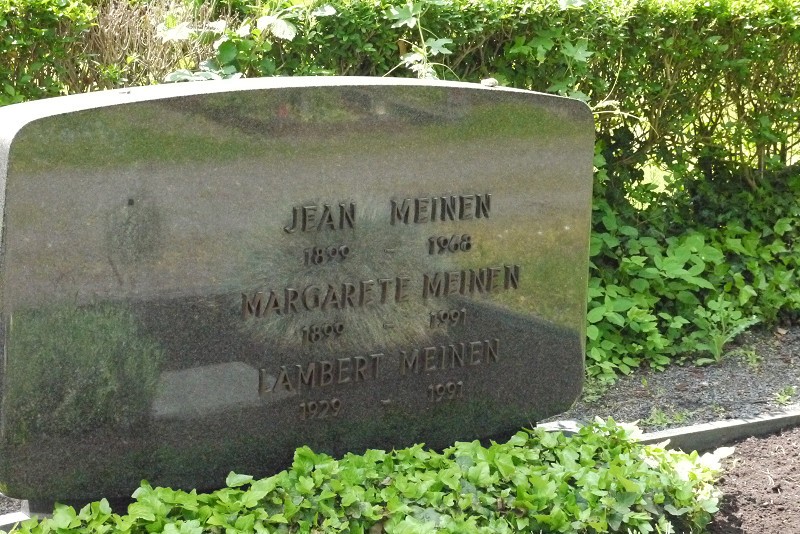 JEAN MEINEN
1899 - 1968
MARGARETE MEINEN
1899 - 1991
LAMBERT MEINEN
1929 - 1991